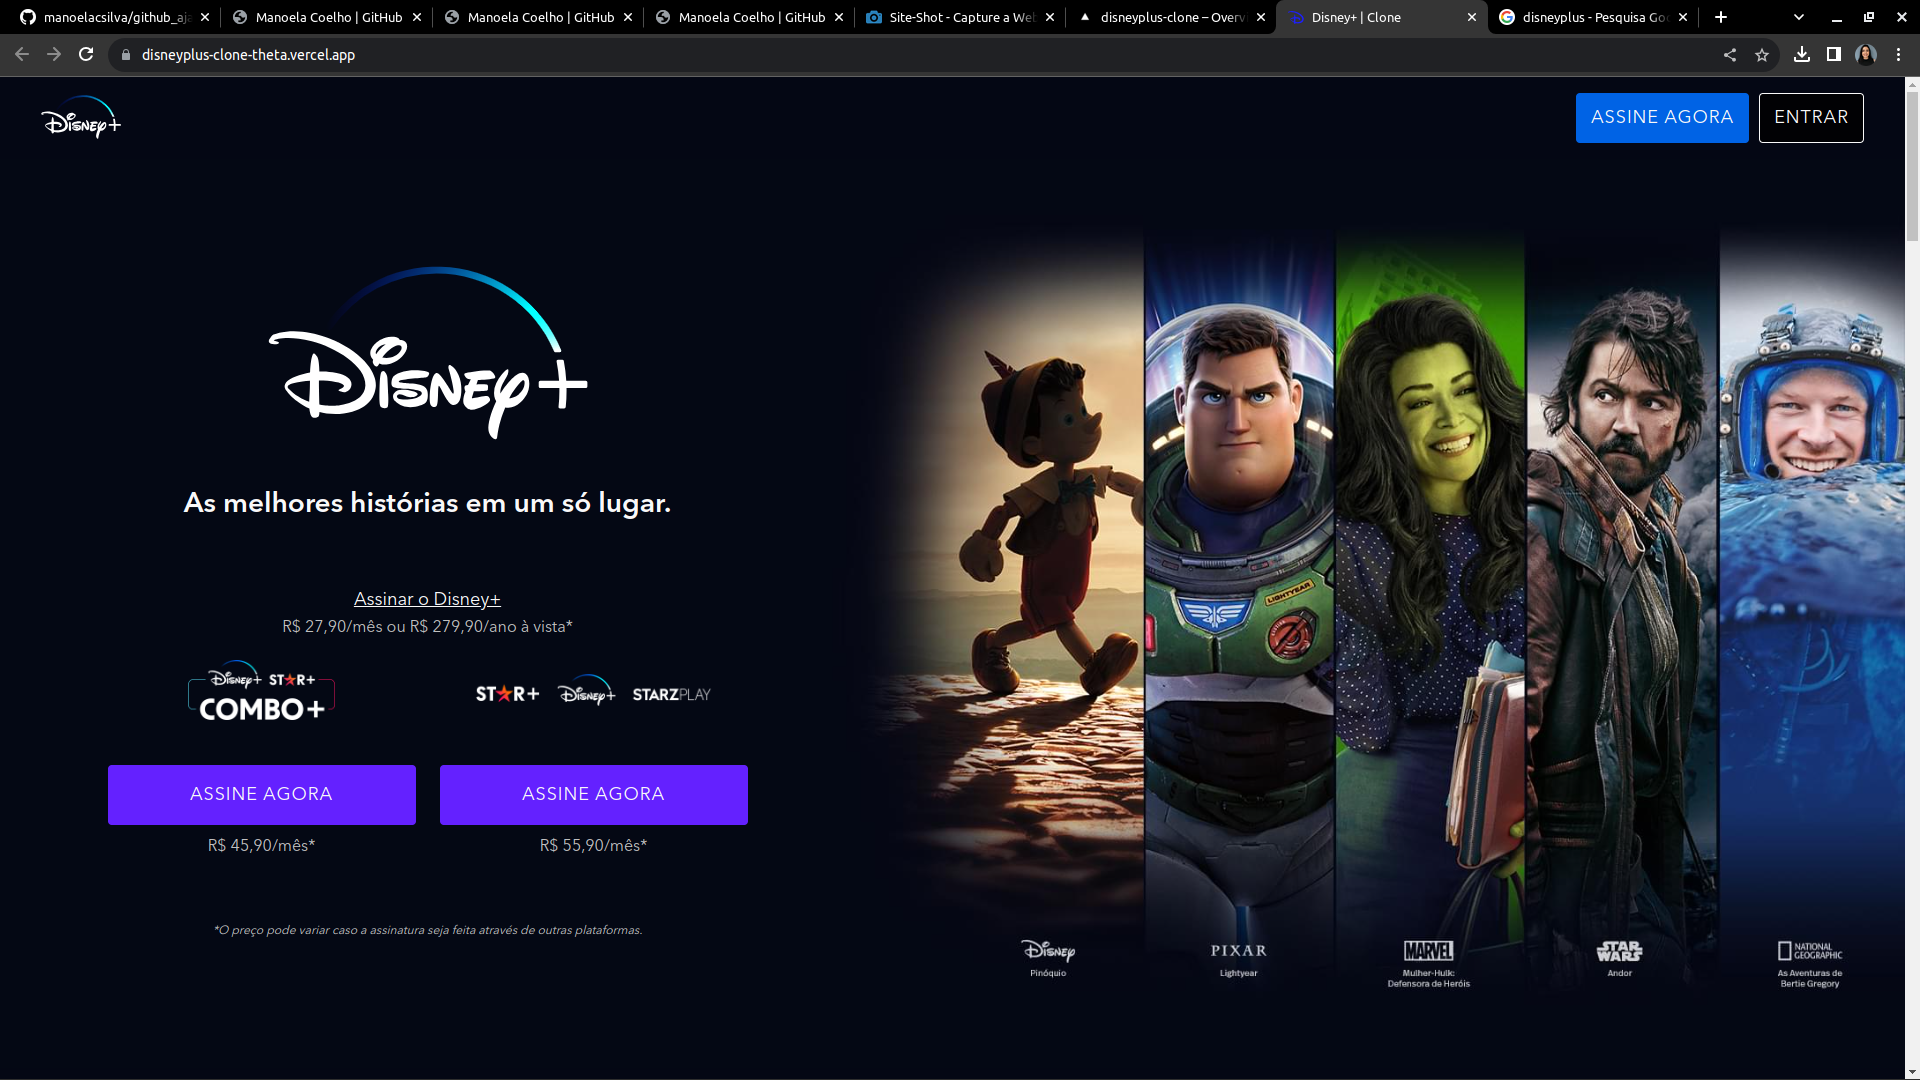 manoelacsilva/github_aja
Manoela Coelho | GitHub
Manoela Coelho | GitHub
Manoela Coelho | GitHub
Site-Shot - Capture a Web
disneyplus-clone – Overv
Disney+ | Clone
disneyplus - Pesquisa Goo
disneyplus-clone-theta.vercel.app
Disney+
ASSINE AGORA
ENTRAR
Disney+
As melhores histórias em um só lugar.
Assinar o Disney+
R$ 27,90/mês ou R$ 279,90/ano à vista*
Disney+ STAR+
COMBO+
STAR+ Disney+ STARZPLAY
ASSINE AGORA
ASSINE AGORA
R$ 45,90/mês*
R$ 55,90/mês*
*O preço pode variar caso a assinatura seja feita através de outras plataformas.
LIGHTYEAR
Disney
Pinóquio
PIXAR
Lightyear
MARVEL
Mulher-Hulk:
Defensora de Heróis
STAR
WARS
Andor
NATIONAL
GEOGRAPHIC
As Aventuras de
Bertie Gregory